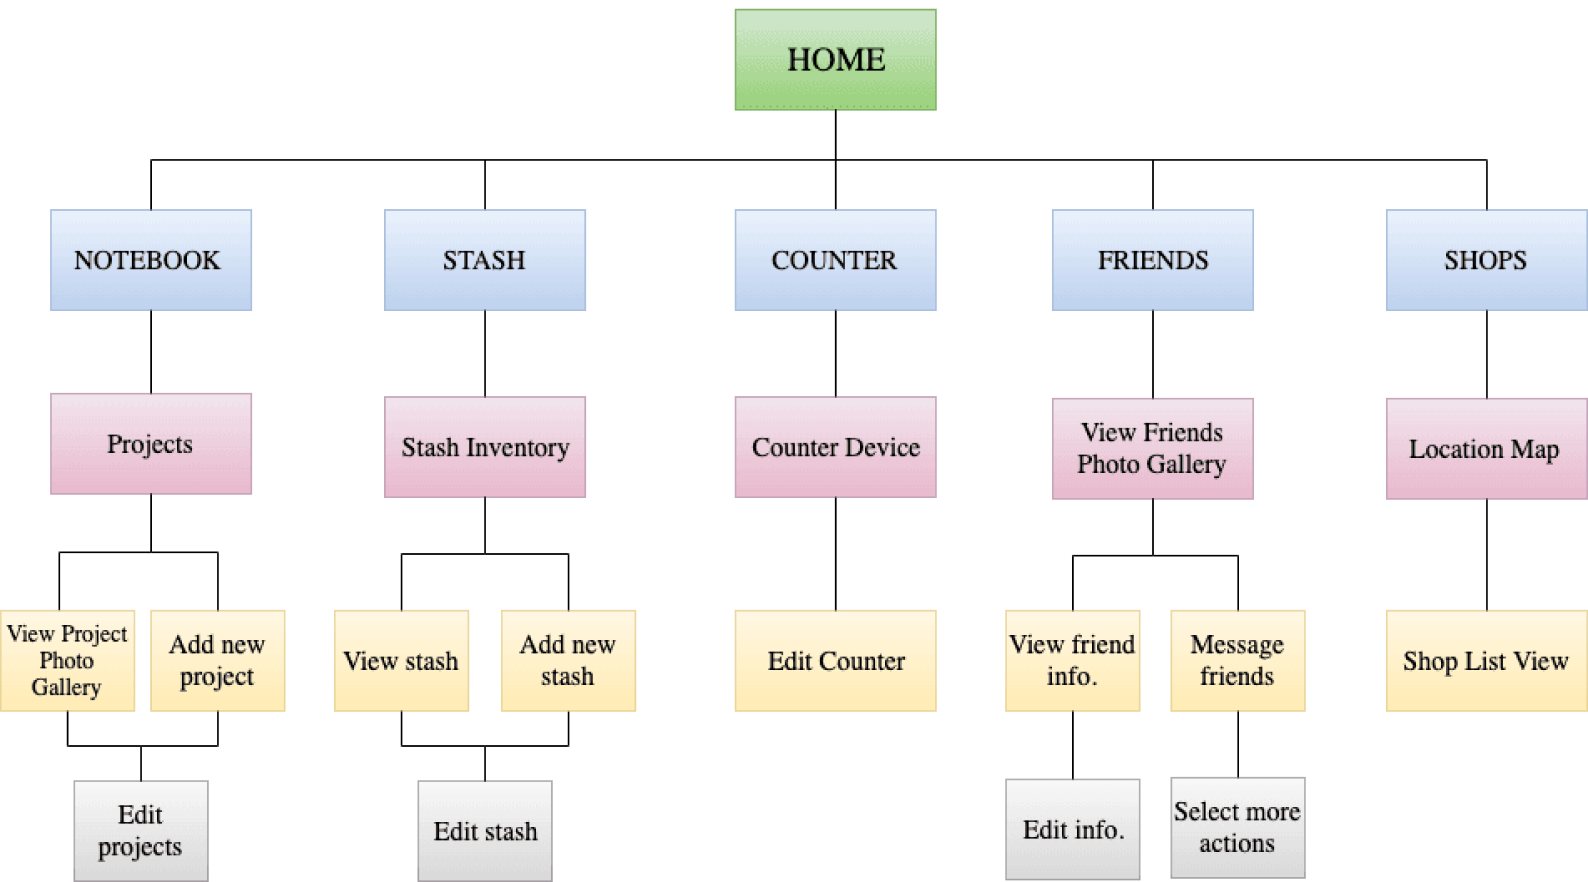 HOME
NOTEBOOK
STASH
COUNTER
FRIENDS
SHOPS
Projects
Stash Inventory
Counter Device
View Friends
Photo Gallery
Location Map
View Project
Photo
Gallery
Add new
project
View stash
Add new
stash
Edit Counter
View friend
info.
Message
friends
Shop List View
Edit
projects
Edit stash
Edit info.
Select more
actions